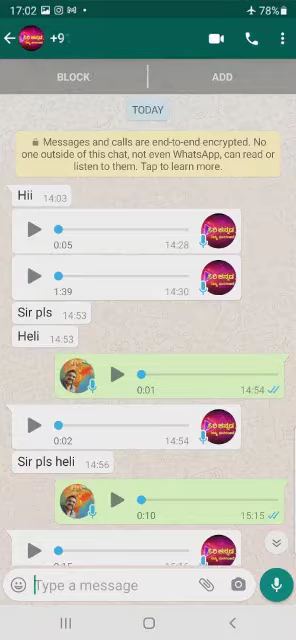 17:02 78%
+9
BLOCK ADD
TODAY
Messages and calls are end-to-end encrypted. No
one outside of this chat, not even WhatsApp, can read or
listen to them. Tap to learn more.
Hii 14:03
0:05 14:28
1:39 14:30
Sir pls 14:53
Heli 14:53
0:01 14:54
0:02 14:54
Sir pls heli 14:56
0:10 15:15
Type a message